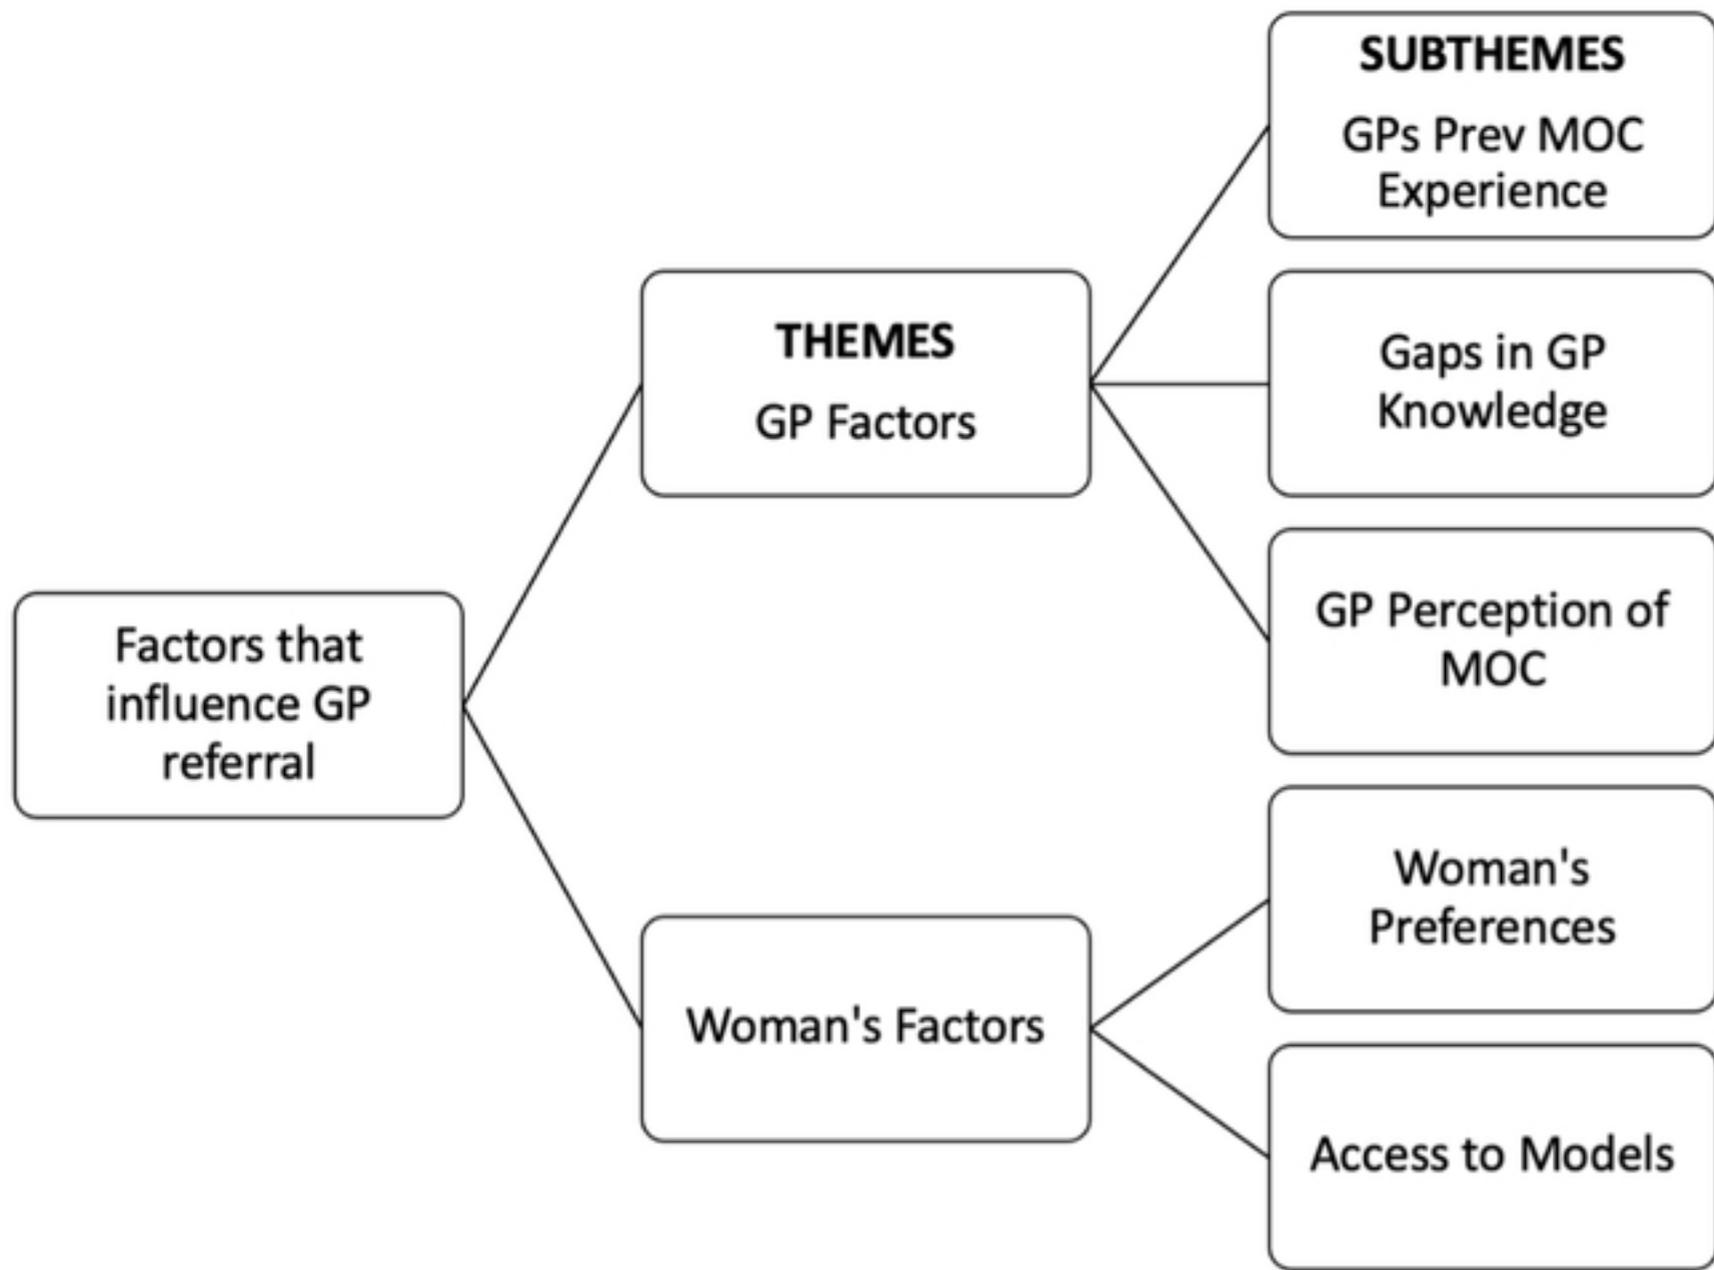 Factors that
influence GP
referral
THEMES
GP Factors
Woman's Factors
SUBTHEMES
GPs Prev MOC
Experience
Gaps in GP
Knowledge
GP Perception of
MOC
Woman's
Preferences
Access to Models